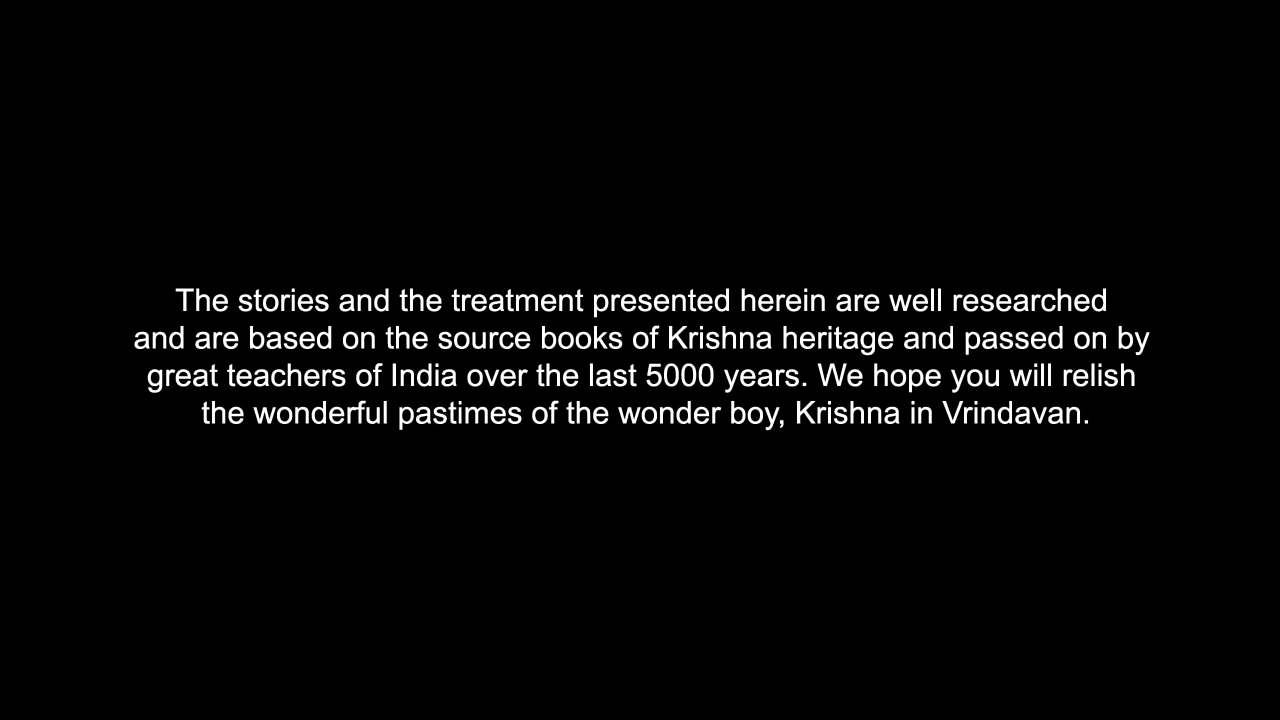 The stories and the treatment presented herein are well researched
and are based on the source books of Krishna heritage and passed on by
great teachers of India over the last 5000 years. We hope you will relish
the wonderful pastimes of the wonder boy, Krishna in Vrindavan.